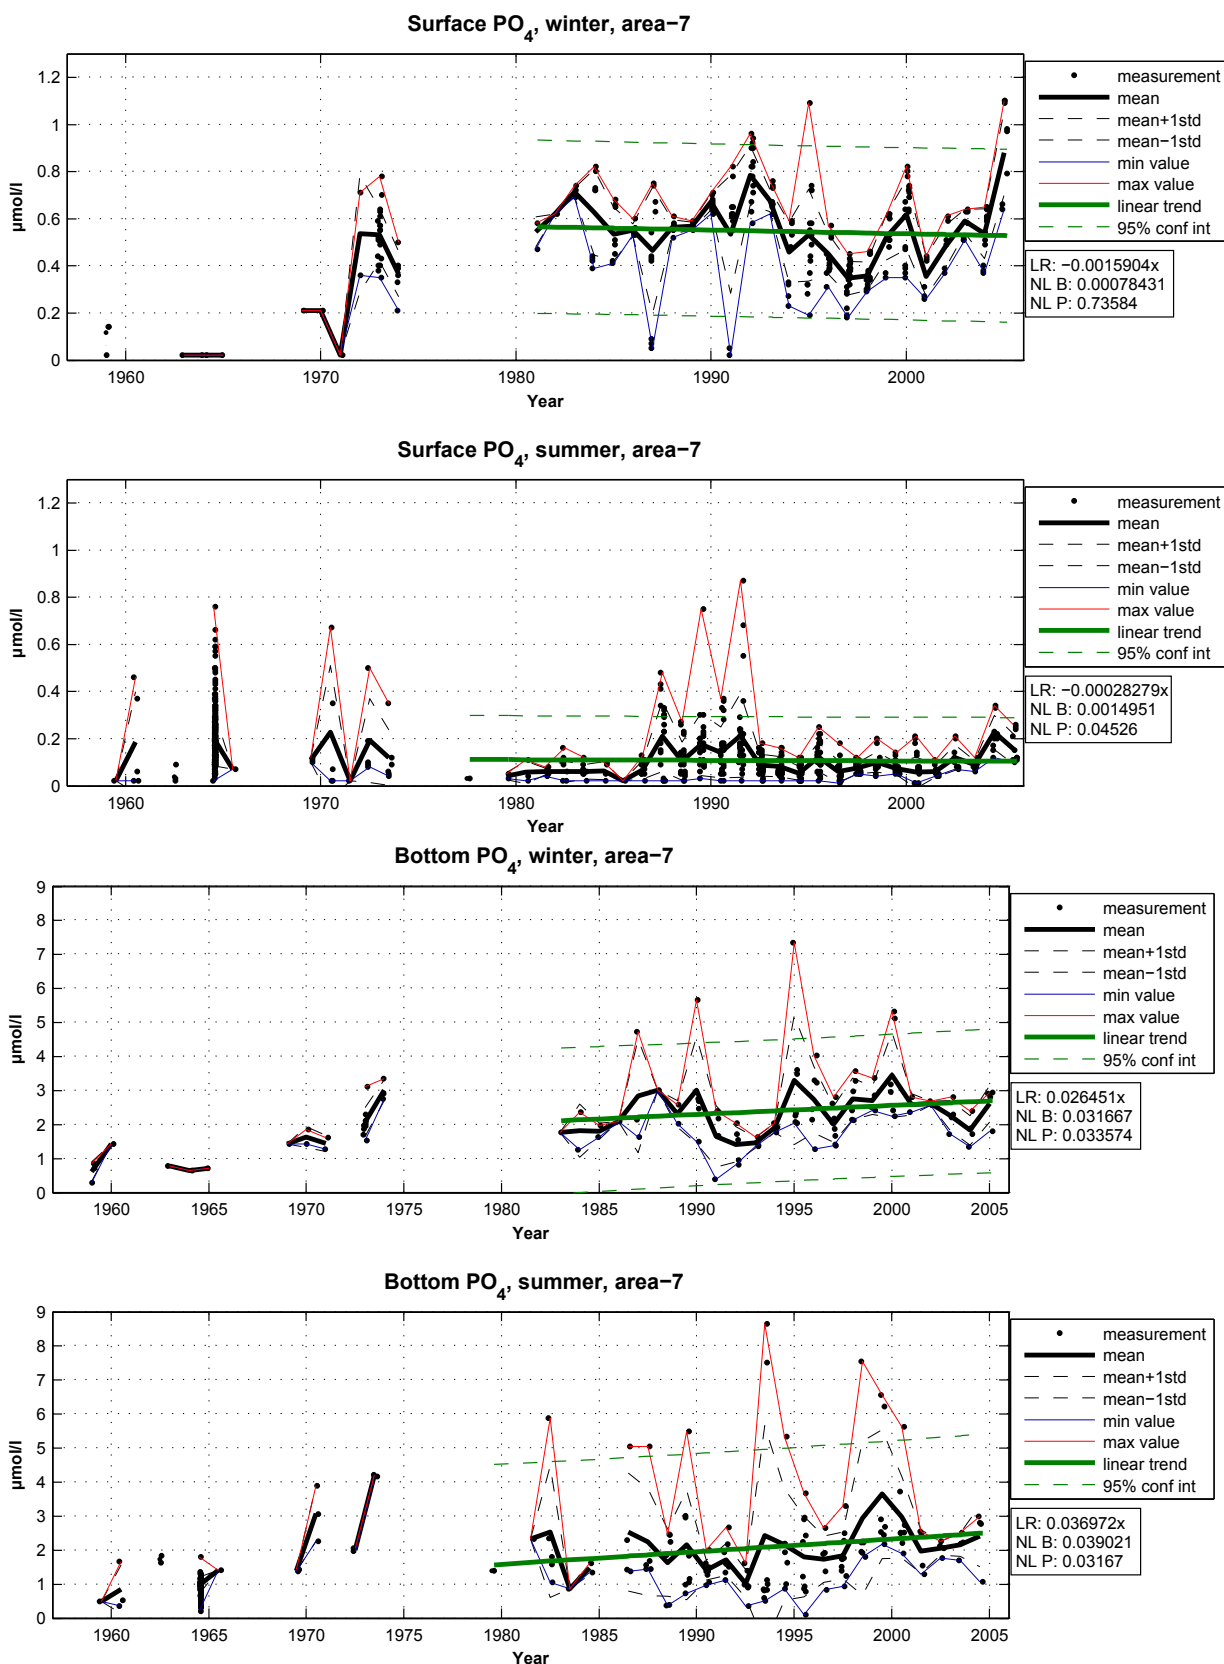 Surface PO4, winter, area−7
1.2
1
0.8
0.6
0.4
0.2
0
µmol/l
1960 1970 1980 1990 2000
Year
measurement
mean
mean+1std
mean−1std
min value
max value
linear trend
95% conf int
LR: −0.0015904x
NL B: 0.00078431
NL P: 0.73584
Surface PO4, summer, area−7
1.2
1
0.8
0.6
0.4
0.2
0
µmol/l
1960 1970 1980 1990 2000
Year
measurement
mean
mean+1std
mean−1std
min value
max value
linear trend
95% conf int
LR: −0.00028279x
NL B: 0.0014951
NL P: 0.04526
Bottom PO4, winter, area−7
9
8
7
6
5
4
3
2
1
0
µmol/l
1960 1965 1970 1975 1980 1985 1990 1995 2000 2005
Year
measurement
mean
mean+1std
mean−1std
min value
max value
linear trend
95% conf int
LR: 0.026451x
NL B: 0.031667
NL P: 0.033574
Bottom PO4, summer, area−7
9
8
7
6
5
4
3
2
1
0
µmol/l
1960 1965 1970 1975 1980 1985 1990 1995 2000 2005
Year
measurement
mean
mean+1std
mean−1std
min value
max value
linear trend
95% conf int
LR: 0.036972x
NL B: 0.039021
NL P: 0.03167